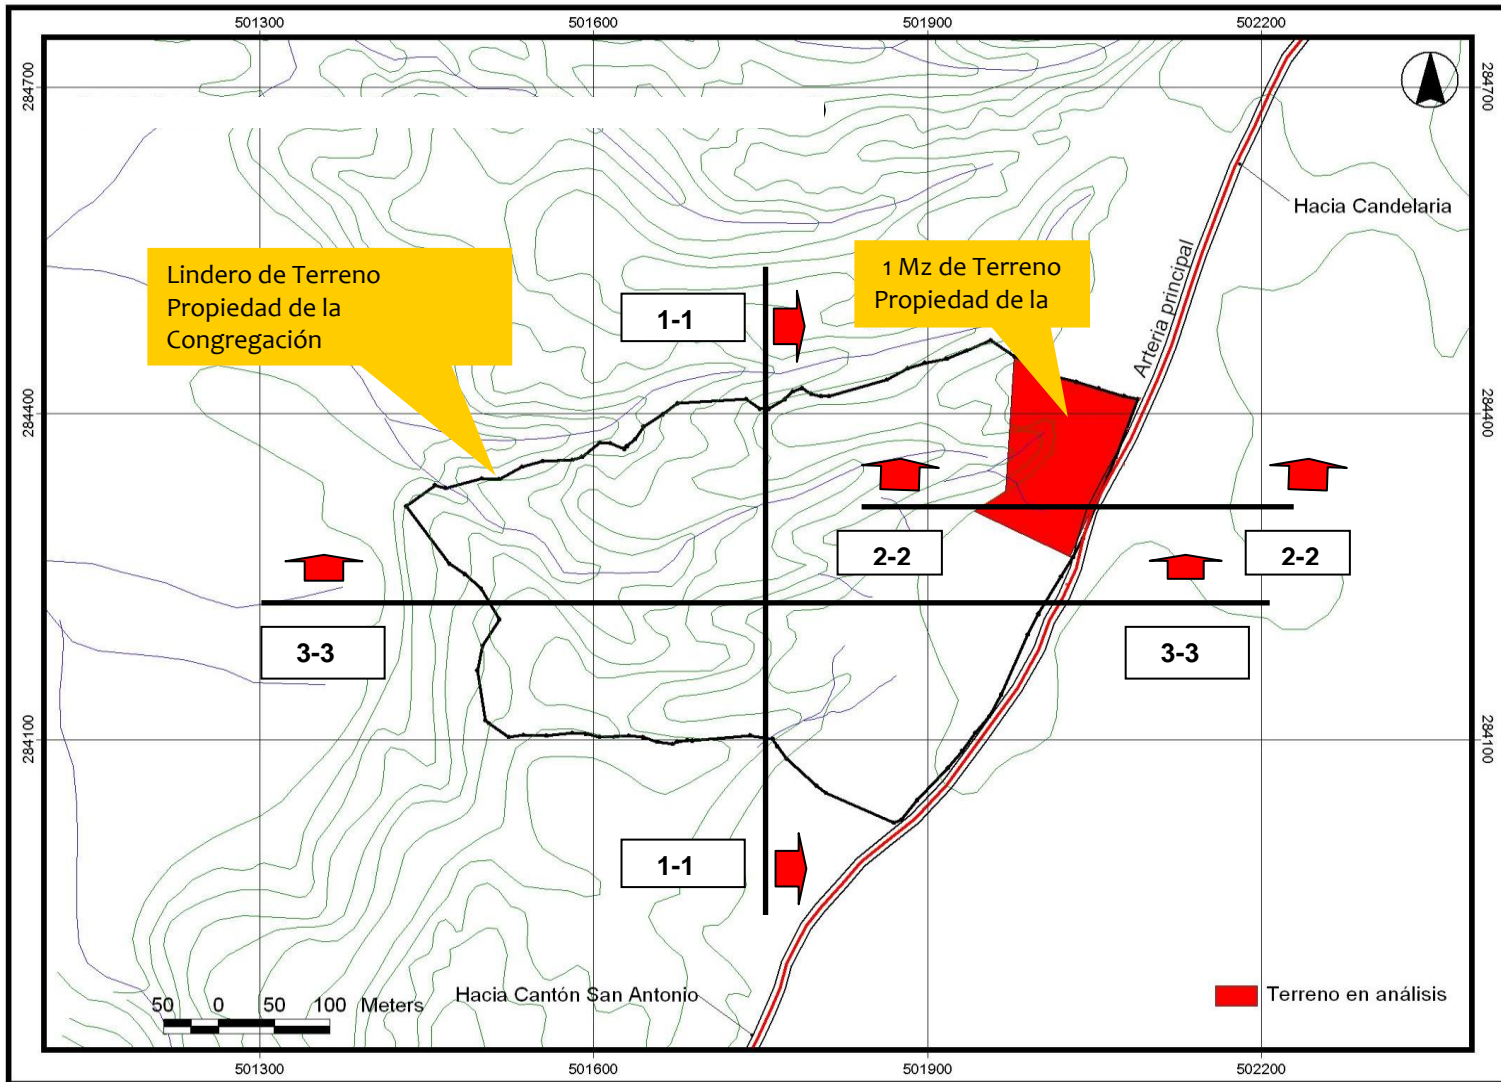 501300
501600
501900
502200
284700
284700
Hacia Candelaria
Arteria principal
Lindero de Terreno
Propiedad de la
Congregación
1 Mz de Terreno
Propiedad de la
1-1
284400
284400
2-2
2-2
3-3
3-3
284100
284100
1-1
50 0 50 100 Meters
Hacia Cantón San Antonio
Terreno en análisis
501300
501600
501900
502200